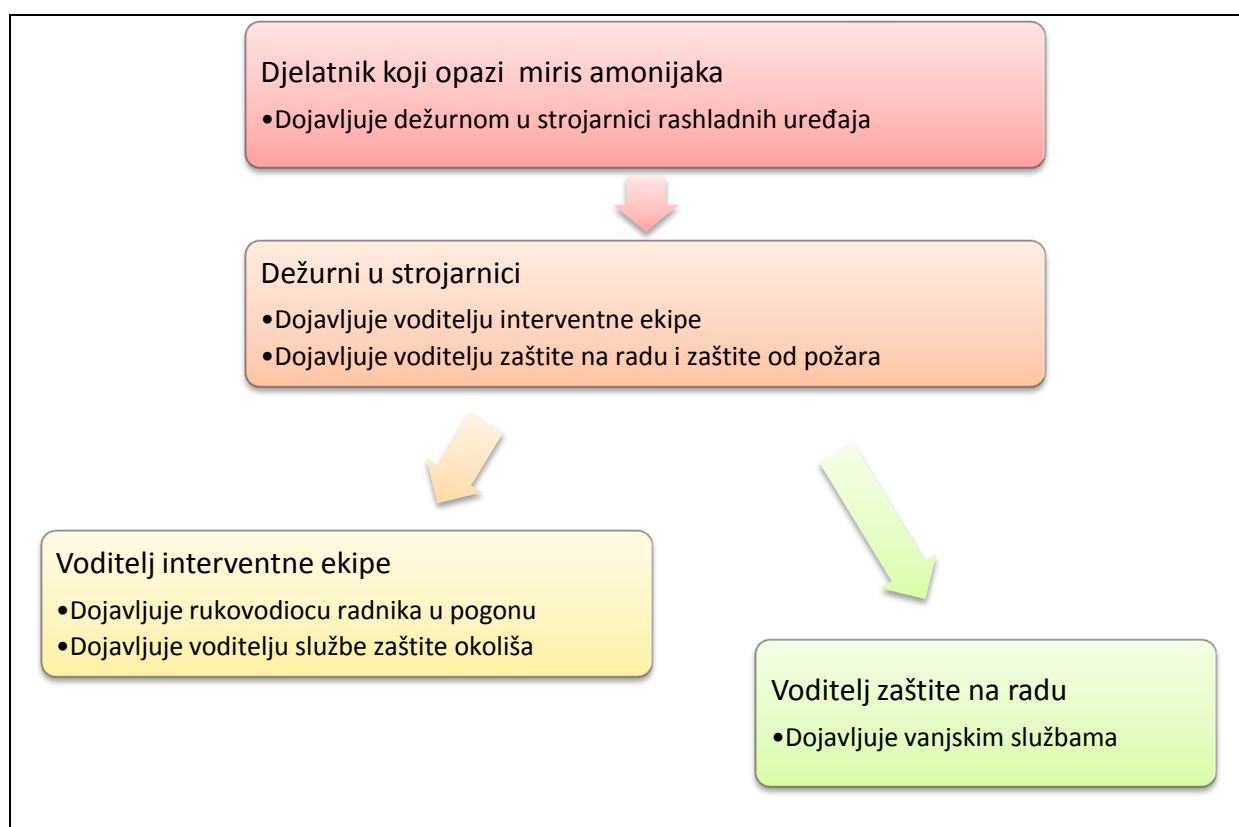 Djelatnik koji opazi  miris amonijaka
•Dojavljuje dežurnom u strojarnici rashladnih uređaja
Dežurni u strojarnici
•Dojavljuje voditelju interventne ekipe
•Dojavljuje voditelju zaštite na radu i zaštite od požara
Voditelj interventne ekipe
•Dojavljuje rukovodiocu radnika u pogonu
•Dojavljuje voditelju službe zaštite okoliša
Voditelj zaštite na radu
•Dojavljuje vanjskim službama